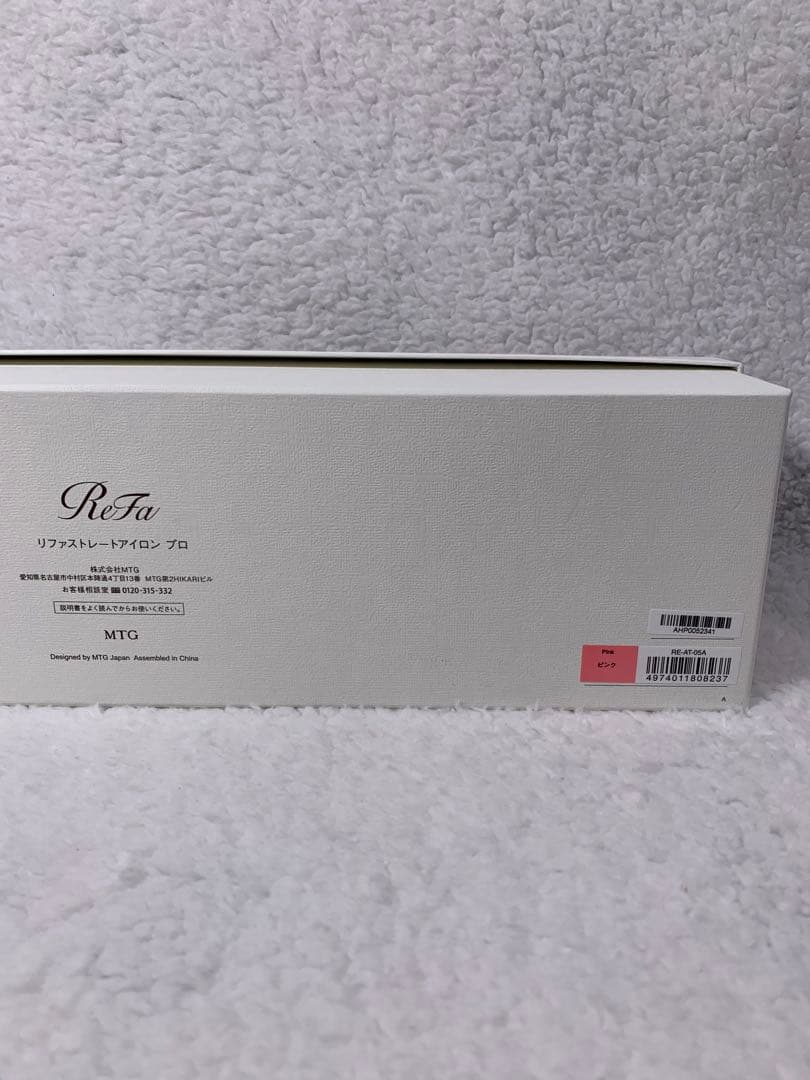 ReFa
リファストレートアイロン プロ
株式会社MTG
愛知県名古屋市中村区本陣通4丁目13番 MTG第2HIKARIビル
お客様相談室 ☎0120-315-332
説明書をよく読んでからお使いください。
MTG
Designed by MTG Japan Assembled in China
AHP0052341
Pink
ピンク
RE-AT-05A
4974011808237
A